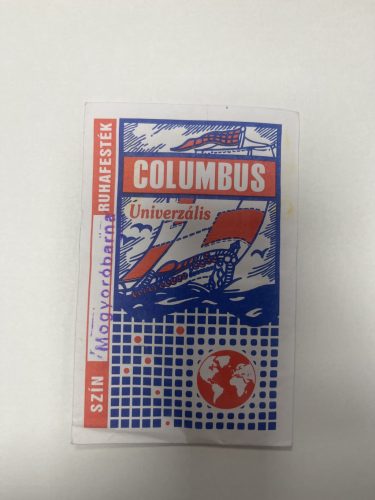 COLUMBUS
Univerzális
RUHAFESTÉK
SZÍN
Mogyoróbarna